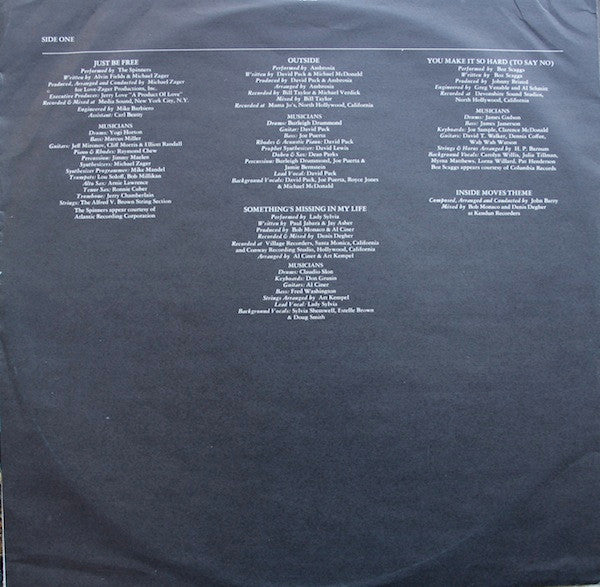 SIDE ONE
JUST BE FREE
Performed by The Spinners
Written by Alvin Fields & Michael Zager
Produced, Arranged and Conducted by Michael Zager
for Love-Zager Productions, Inc.
Executive Producer: Jerry Love "A Product Of Love"
Recorded & Mixed at Media Sound, New York City, N.Y.
Engineered by Mike Barbiero
Assistant: Carl Beatty
MUSICIANS
Drums: Yogi Horton
Bass: Marcus Miller
Guitars: Jeff Mironov, Cliff Morris & Elliott Randall
Piano & Rhodes: Raymond Chew
Percussion: Jimmy Maelen
Synthesizers: Michael Zager
Synthesizer Programmer: Mike Mandel
Trumpets: Lou Soloff, Bob Millikan
Alto Sax: Arnie Lawrence
Tenor Sax: Ronnie Cuber
Trombone: Jerry Chamberlain
Strings: The Alfred V. Brown String Section
The Spinners appear courtesy of
Atlantic Recording Corporation
OUTSIDE
Performed by Ambrosia
Written by David Pack & Michael McDonald
Produced by David Pack & Ambrosia
Arranged by Ambrosia
Recorded by Bill Taylor & Michael Verdick
Mixed by Bill Taylor
Recorded at Mama Jo's, North Hollywood, California
MUSICIANS
Drums: Burleigh Drummond
Guitar: David Pack
Bass: Joe Puerta
Rhodes & Acoustic Piano: David Pack
Prophet Synthesizer: David Lewis
Dobro & Sax: Dean Parks
Percussion: Burleigh Drummond, Joe Puerta &
Jamie Bernstein
Lead Vocal: David Pack
Background Vocals: David Pack, Joe Puerta, Royce Jones
& Michael McDonald
SOMETHING'S MISSING IN MY LIFE
Performed by Lady Sylvia
Written by Paul Jabara & Jay Asher
Produced by Bob Monaco & Al Ciner
Recorded & Mixed by Denis Degher
Recorded at Village Recorders, Santa Monica, California
and Conway Recording Studio, Hollywood, California
Arranged by Al Ciner & Art Kempel
MUSICIANS
Drums: Claudio Slon
Keyboards: Don Grusin
Guitars: Al Ciner
Bass: Fred Washington
Strings Arranged by Art Kempel
Lead Vocal: Lady Sylvia
Background Vocals: Sylvia Shemwell, Estelle Brown
& Doug Smith
YOU MAKE IT SO HARD (TO SAY NO)
Performed by Boz Scaggs
Written by Boz Scaggs
Produced by Johnny Bristol
Engineered by Greg Venable and Al Schmitt
Recorded at Devonshire Sound Studios,
North Hollywood, California
MUSICIANS
Drums: James Gadson
Bass: James Jamerson
Keyboards: Joe Sample, Clarence McDonald
Guitars: David T. Walker, Dennis Coffee,
Wah Wah Watson
Strings & Horns Arranged by H. P. Barnum
Background Vocals: Carolyn Willis, Julia Tillman,
Myrna Matthews, Lorna Willard, Pat Henderson
Boz Scaggs appears courtesy of Columbia Records
INSIDE MOVES THEME
Composed, Arranged and Conducted by John Barry
Mixed by Bob Monaco and Denis Degher
at Kendun Recorders